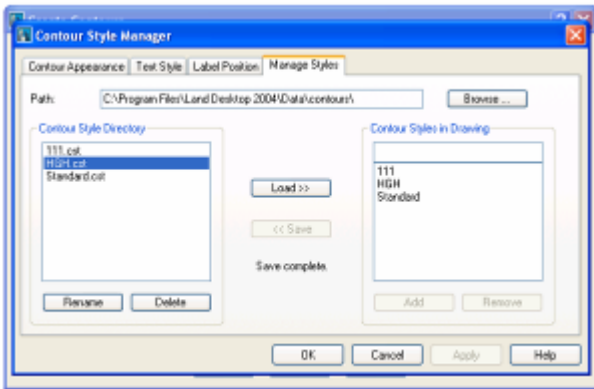 Create Contours
Contour Style Manager
Contour Appearance Text Style Label Position Manage Styles
Path: C:\Program Files\Land Desktop 2004\Data\contours\ Browse ...
Contour Style Directory Contour Styles in Drawing
111.cst
HGH.cst
Standard.cst
111
HGH
Standard
Load >>
<< Save
Save complete.
Rename Delete Add Remove
OK Cancel Apply Help